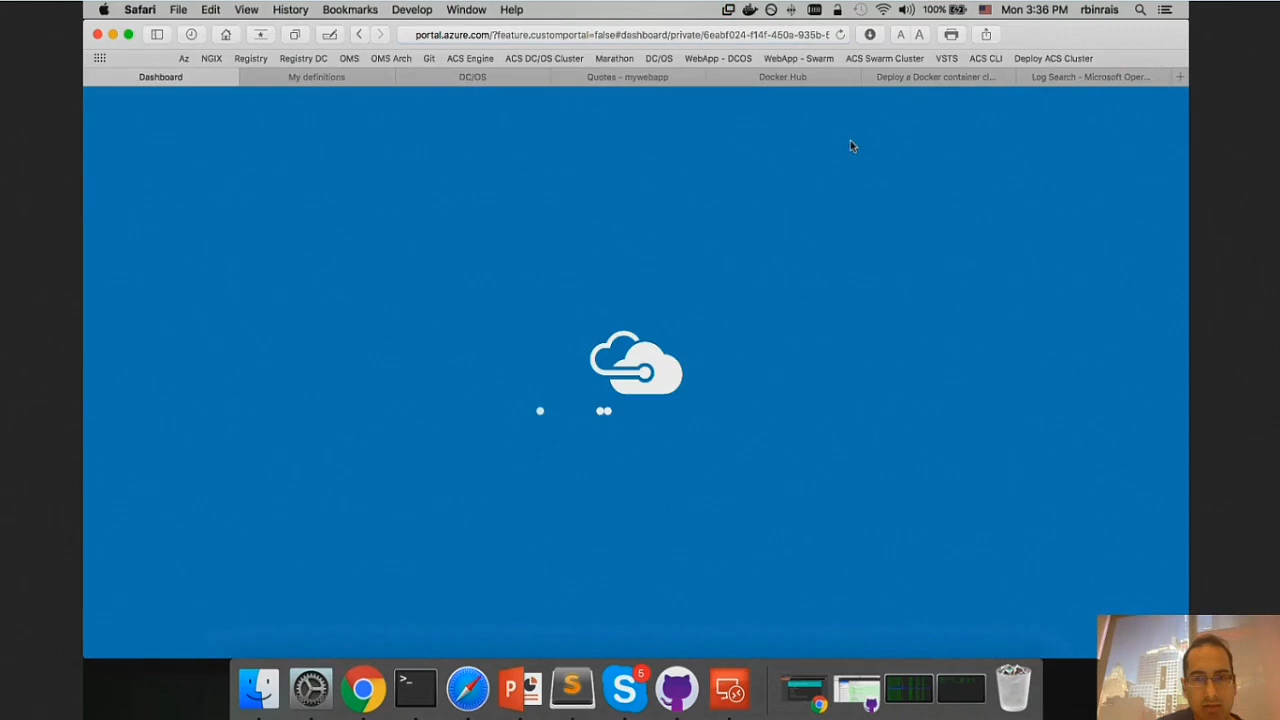 Safari File Edit View History Bookmarks Develop Window Help 100% Mon 3:36 PM rbinrais
portal.azure.com/?feature.customportal=false#dashboard/private/6eabf024-f14f-450a-935b-E A A
Az NGIX Registry Registry DC OMS OMS Arch Git ACS Engine ACS DC/OS Cluster Marathon DC/OS WebApp - DCOS WebApp - Swarm ACS Swarm Cluster VSTS ACS CLI Deploy ACS Cluster
Dashboard My definitions DC/OS Quotes - mywebapp Docker Hub Deploy a Docker container cl... Log Search - Microsoft Oper... +
5